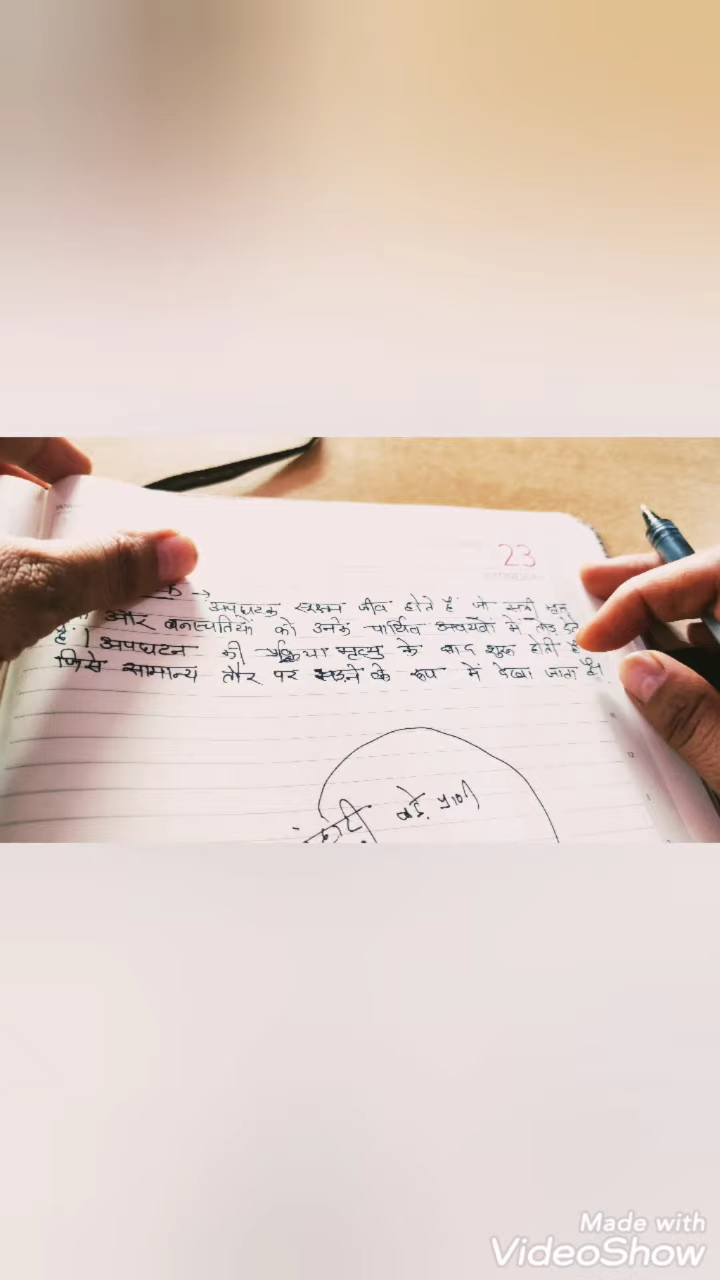 23
अपघटक सूक्ष्म जीव होते हैं जो सभी
और वनस्पतियों को उनके पार्थिव अवयवों में तोड़ देते
हैं। अपघटन की प्रक्रिया मृत्यु के बाद शुरू होती है
जिसे सामान्य तौर पर सड़ने के रूप में देखा जाता है।
बड़े
Made with
VideoShow